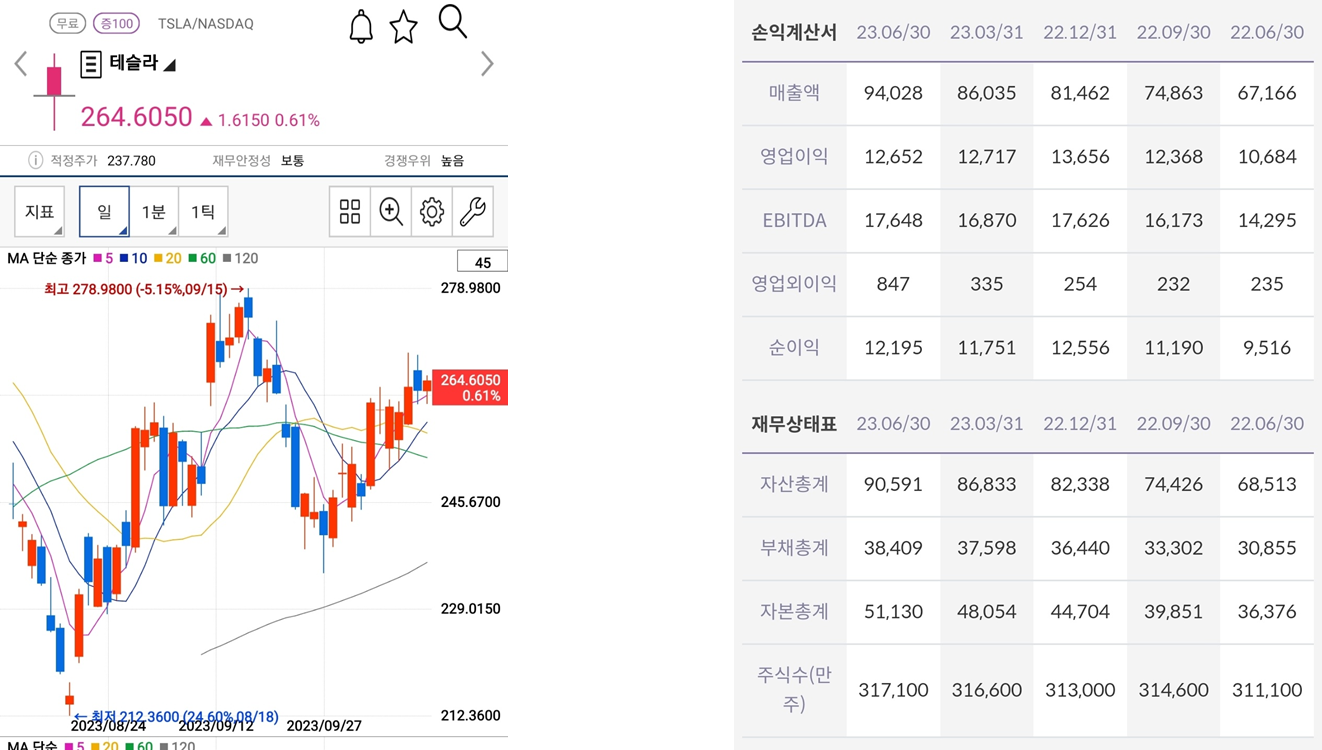 무료 증100 TSLA/NASDAQ
테슬라
264.6050 ▲ 1.6150 0.61%
적정주가 237.780 재무안정성 보통 경쟁우위 높음
지표 일 1분 1틱
MA 단순 종가 5 10 20 60 120
45
최고 278.9800 (-5.15%,09/15) →
278.9800
264.6050
0.61%
245.6700
229.0150
212.3600
← 최저 212.3600 (24.60%,08/18)
2023/08/24 2023/09/12 2023/09/27
MA 단순 5 20 60 120
손익계산서 23.06/30 23.03/31 22.12/31 22.09/30 22.06/30
매출액 94,028 86,035 81,462 74,863 67,166
영업이익 12,652 12,717 13,656 12,368 10,684
EBITDA 17,648 16,870 17,626 16,173 14,295
영업외이익 847 335 254 232 235
순이익 12,195 11,751 12,556 11,190 9,516
재무상태표 23.06/30 23.03/31 22.12/31 22.09/30 22.06/30
자산총계 90,591 86,833 82,338 74,426 68,513
부채총계 38,409 37,598 36,440 33,302 30,855
자본총계 51,130 48,054 44,704 39,851 36,376
주식수(만
주) 317,100 316,600 313,000 314,600 311,100